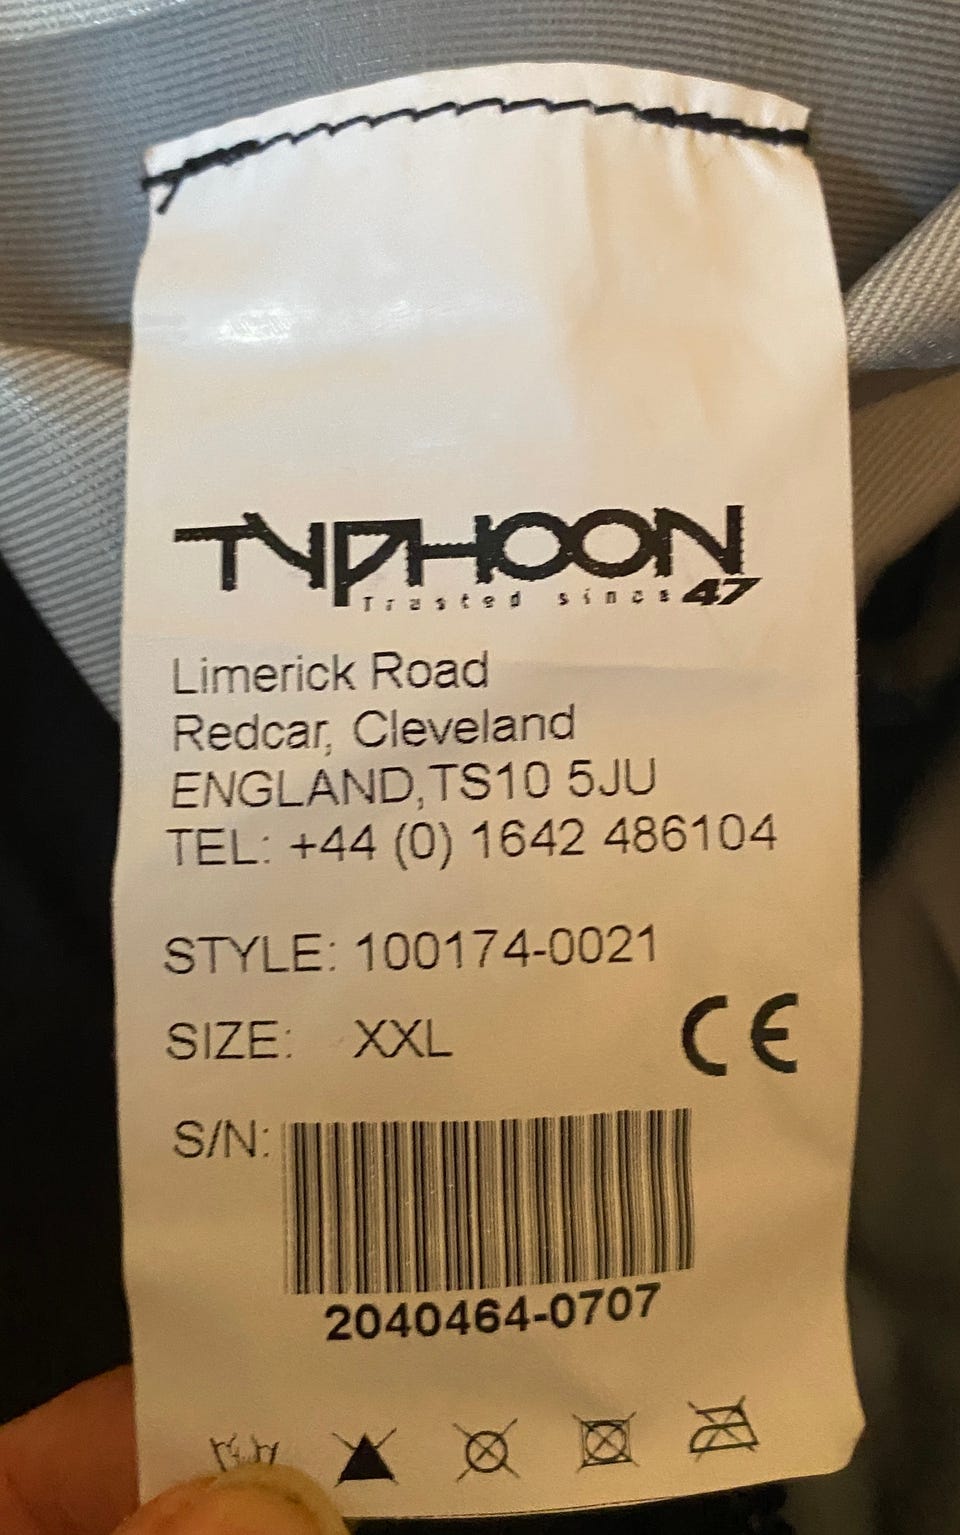 TYPHOON
Trusted since 47
Limerick Road
Redcar, Cleveland
ENGLAND, TS10 5JU
TEL: +44 (0) 1642 486104
STYLE: 100174-0021
SIZE: XXL
CE
S/N:
2040464-0707